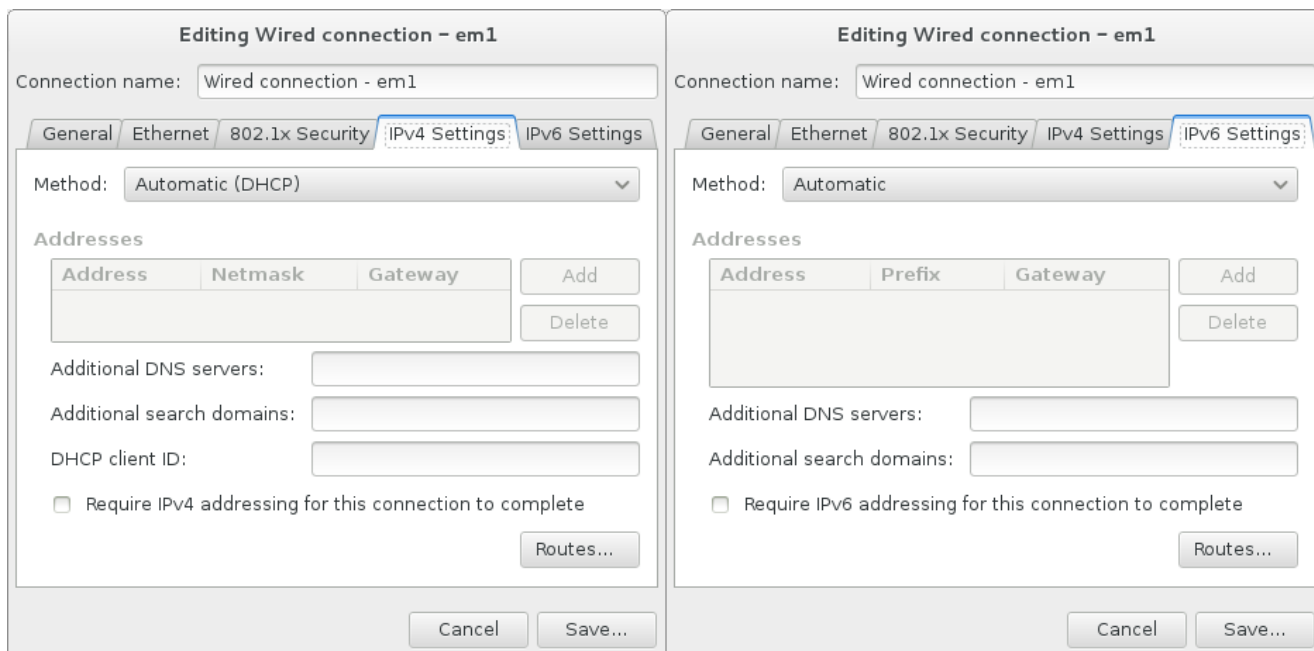 Editing Wired connection – em1
Connection name: Wired connection - em1
General Ethernet 802.1x Security IPv4 Settings IPv6 Settings
Method: Automatic (DHCP)
Addresses
Address Netmask Gateway Add
Delete
Additional DNS servers:
Additional search domains:
DHCP client ID:
Require IPv4 addressing for this connection to complete
Routes...
Cancel Save...
Editing Wired connection – em1
Connection name: Wired connection - em1
General Ethernet 802.1x Security IPv4 Settings IPv6 Settings
Method: Automatic
Addresses
Address Prefix Gateway Add
Delete
Additional DNS servers:
Additional search domains:
Require IPv6 addressing for this connection to complete
Routes...
Cancel Save...